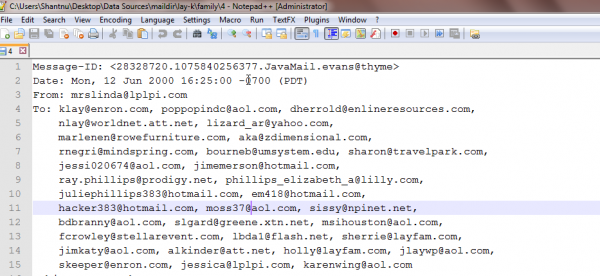 C:\Users\Shantnu\Desktop\Data Sources\maildir\lay-k\family\4 - Notepad++ [Administrator]
File Edit Search View Encoding Language Settings Macro Run TextFX Plugins Window ?
4
1 Message-ID: <28328720.1075840256377.JavaMail.evans@thyme>
2 Date: Mon, 12 Jun 2000 16:25:00 -0700 (PDT)
3 From: mrslinda@lplpi.com
4 To: klay@enron.com, poppopindc@aol.com, dherrold@enlineresources.com,
5 nlay@worldnet.att.net, lizard_ar@yahoo.com,
6 marlenen@rowefurniture.com, aka@zdimensional.com,
7 rnegri@mindspring.com, bourneb@umsystem.edu, sharon@travelpark.com,
8 jessi020674@aol.com, jimemerson@hotmail.com,
9 ray.phillips@prodigy.net, phillips_elizabeth_a@lilly.com,
10 juliephillips383@hotmail.com, em418@hotmail.com,
11 hacker383@hotmail.com, moss37@aol.com, sissy@npinet.net,
12 bdbranny@aol.com, slgard@greene.xtn.net, msihouston@aol.com,
13 fcrowley@stellarevent.com, lbda1@flash.net, sherrie@layfam.com,
14 jimkaty@aol.com, alkinder@att.net, holly@layfam.com, jlaywp@aol.com,
15 skeeper@enron.com, jessica@lplpi.com, karenwing@aol.com